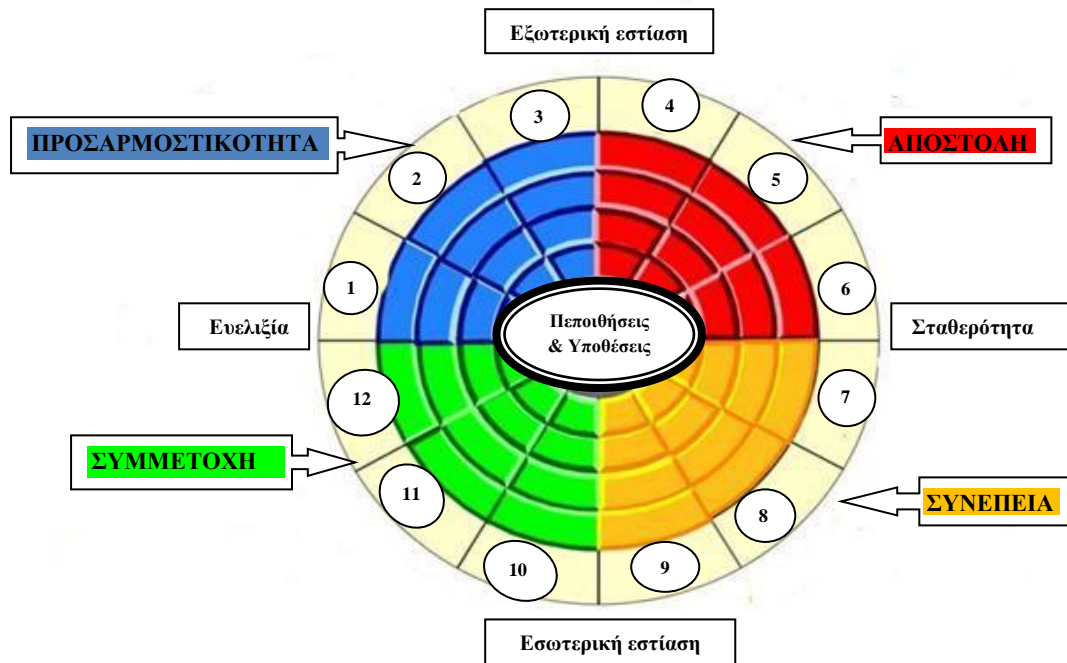 Εξωτερική εστίαση
3
4
ΠΡΟΣΑΡΜΟΣΤΙΚΟΤΗΤΑ
ΑΠΟΣΤΟΛΗ
2
5
1
6
Ευελιξία
Πεποιθήσεις
& Υποθέσεις
Σταθερότητα
12
7
ΣΥΜΜΕΤΟΧΗ
11
8
ΣΥΝΕΠΕΙΑ
10
9
Εσωτερική εστίαση